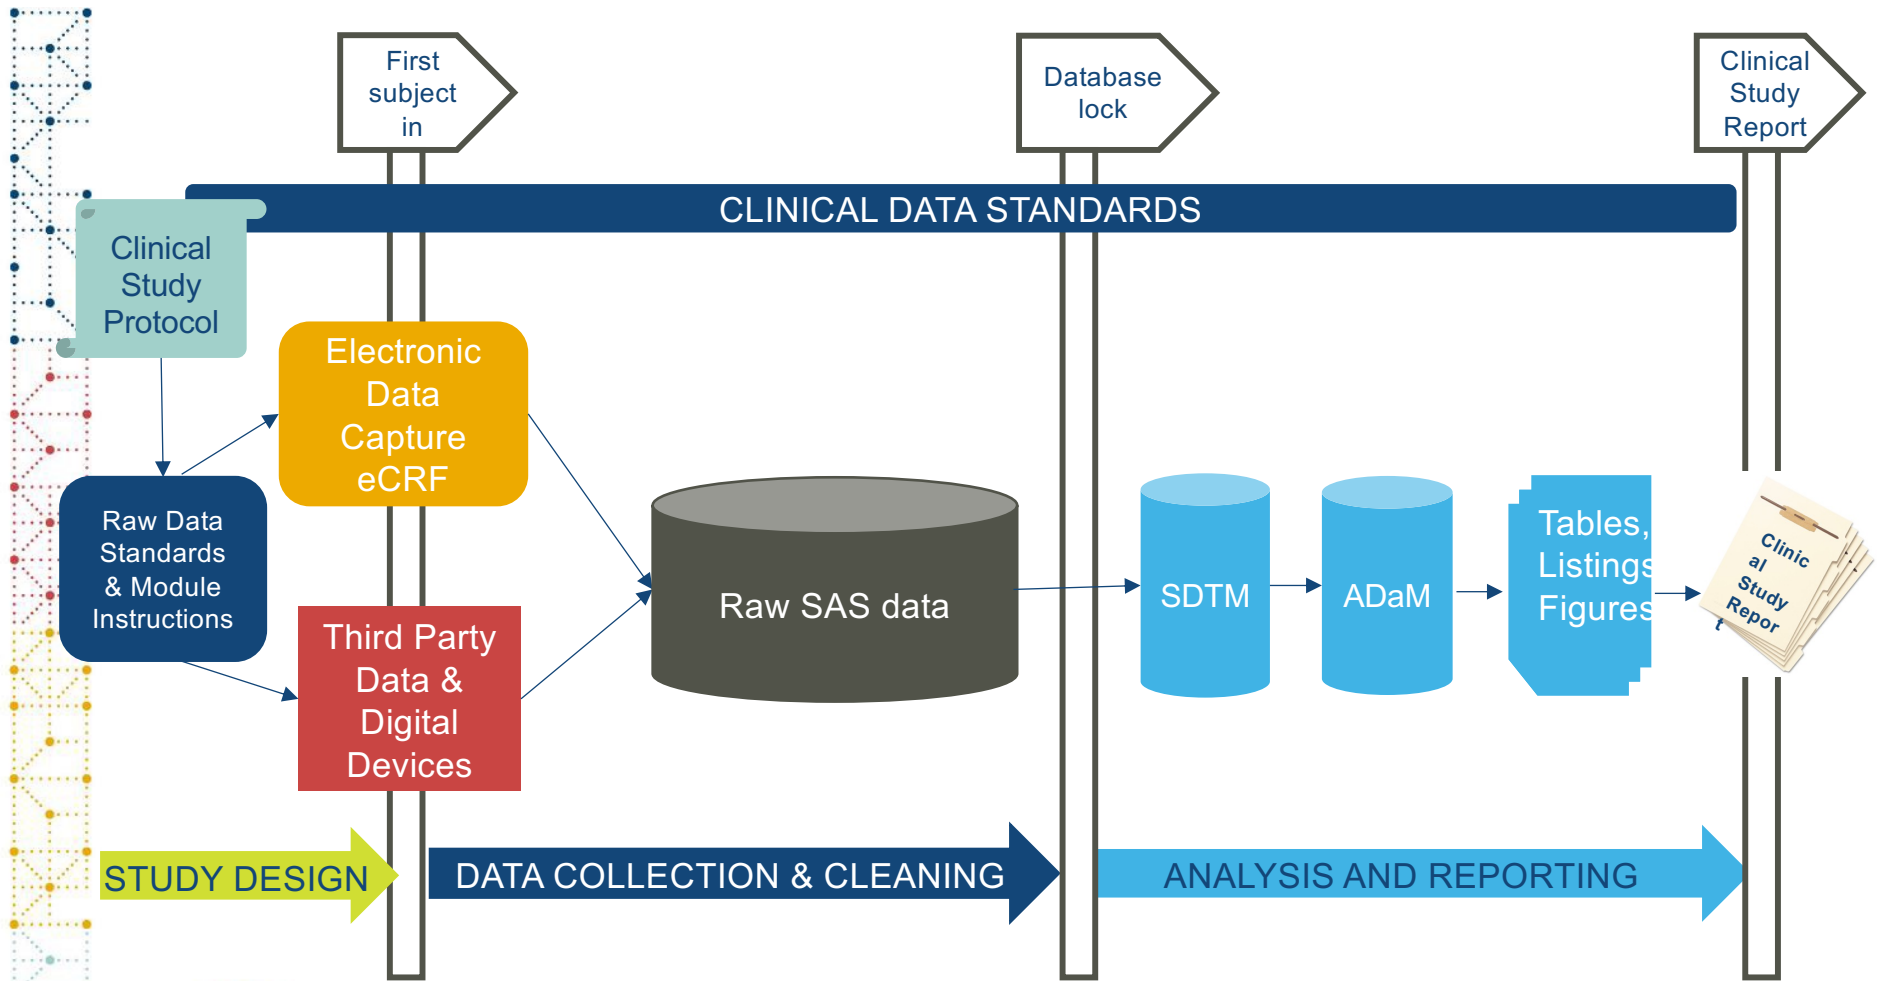 First
subject
in
Database
lock
Clinical
Study
Report
CLINICAL DATA STANDARDS
Clinical
Study
Protocol
Electronic
Data
Capture
eCRF
Raw Data
Standards
& Module
Instructions
Third Party
Data &
Digital
Devices
Raw SAS data
SDTM
ADaM
Tables,
Listings
Figures
Clinic
al
Study
Repor
t
STUDY DESIGN
DATA COLLECTION & CLEANING
ANALYSIS AND REPORTING